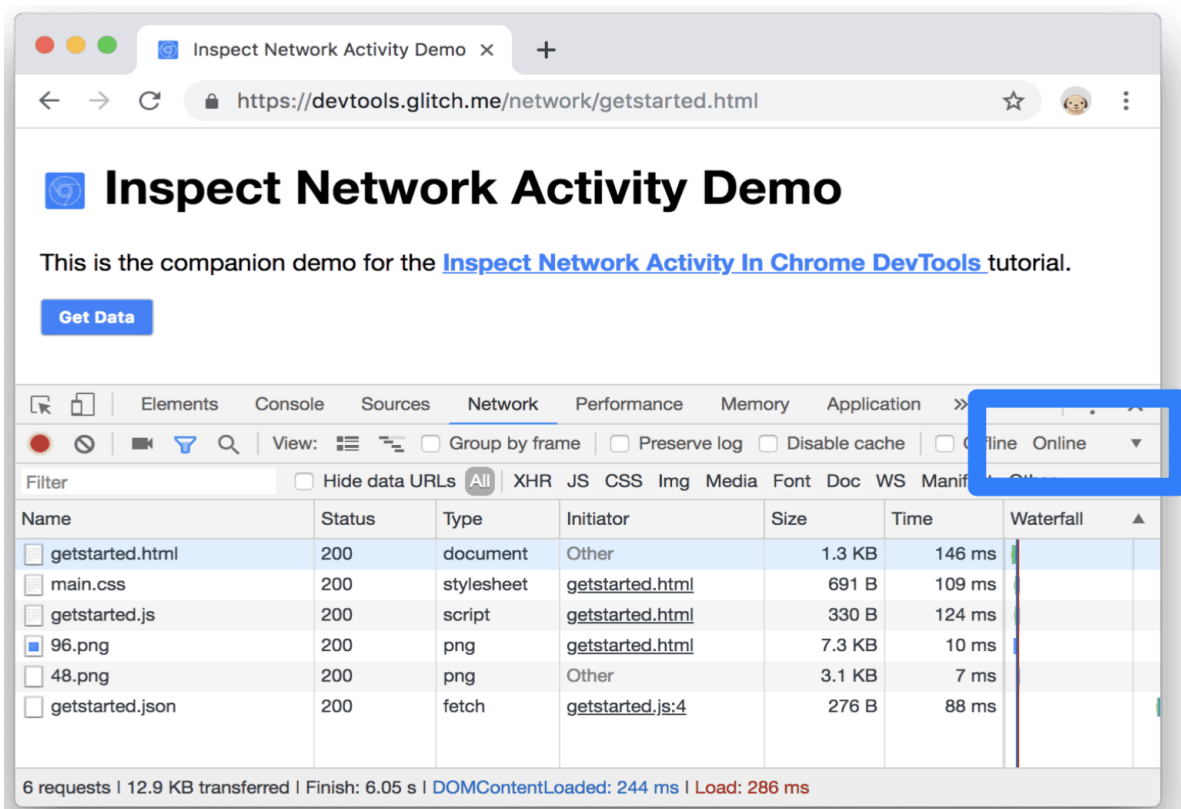 Inspect Network Activity Demo
https://devtools.glitch.me/network/getstarted.html
Inspect Network Activity Demo
This is the companion demo for the Inspect Network Activity In Chrome DevTools tutorial.
Get Data
Elements Console Sources Network Performance Memory Application »
View: Group by frame Preserve log Disable cache Online
Filter Hide data URLs All XHR JS CSS Img Media Font Doc WS
Name Status Type Initiator Size Time Waterfall
getstarted.html 200 document Other 1.3 KB 146 ms
main.css 200 stylesheet getstarted.html 691 B 109 ms
getstarted.js 200 script getstarted.html 330 B 124 ms
96.png 200 png getstarted.html 7.3 KB 10 ms
48.png 200 png Other 3.1 KB 7 ms
getstarted.json 200 fetch getstarted.js:4 276 B 88 ms
6 requests | 12.9 KB transferred | Finish: 6.05 s | DOMContentLoaded: 244 ms | Load: 286 ms